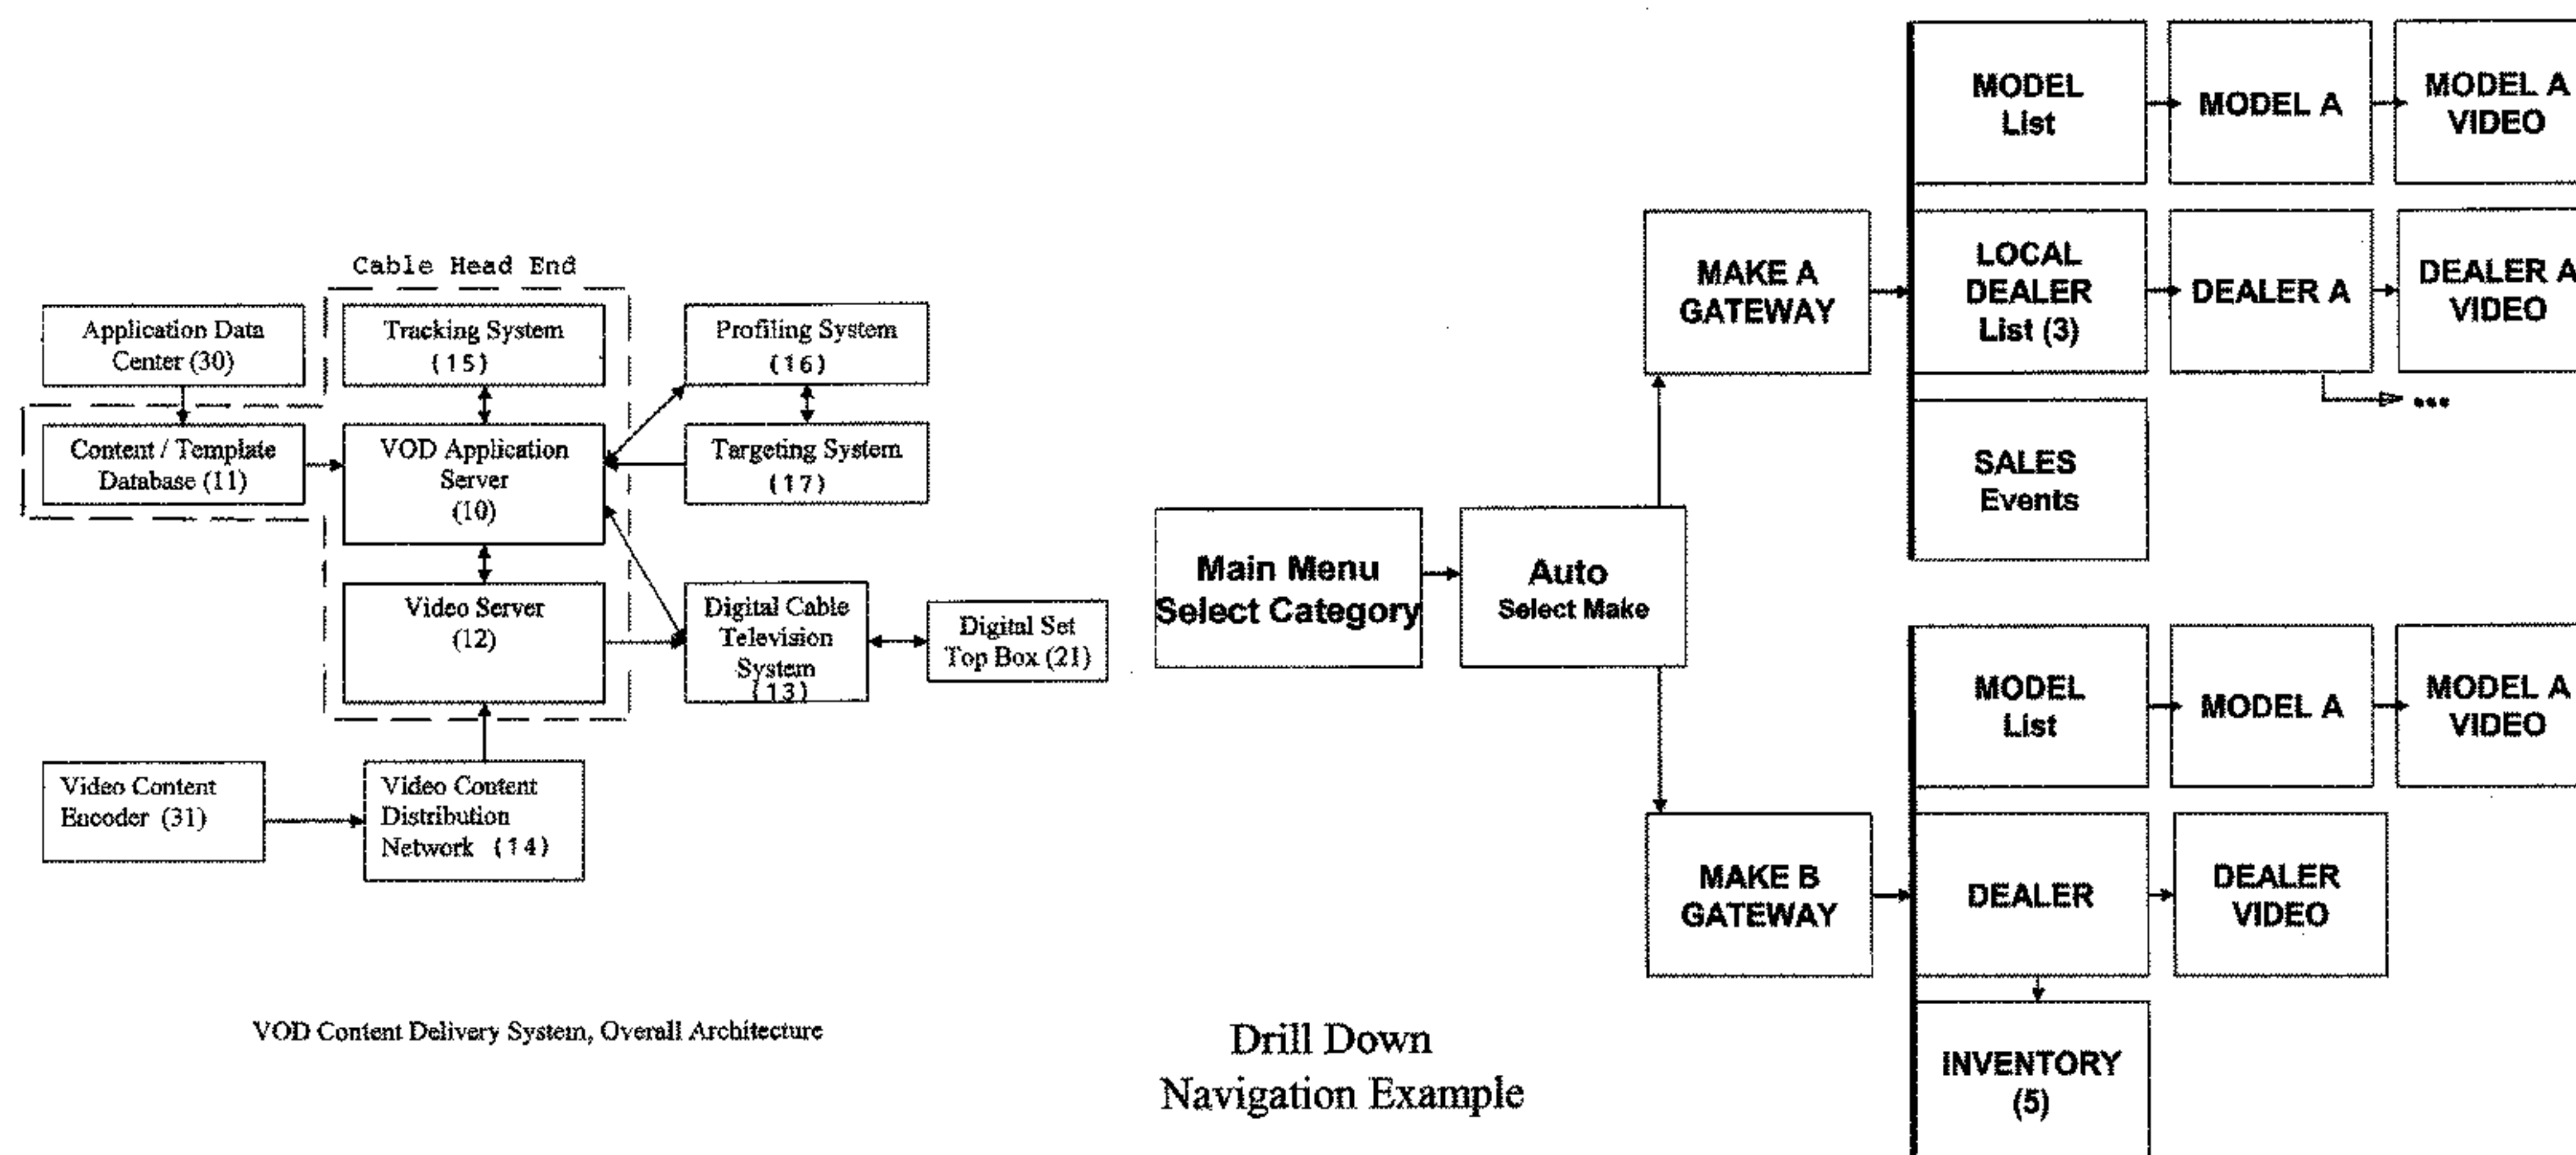 Cable Head End
Application Data
Center (30)
Tracking System
(15)
Profiling System
(16)
Content / Template
Database (11)
VOD Application
Server
(10)
Targeting System
(17)
Video Server
(12)
Digital Cable
Television
System
(13)
Digital Set
Top Box (21)
Video Content
Encoder (31)
Video Content
Distribution
Network (14)
VOD Content Delivery System, Overall Architecture
Main Menu
Select Category
Auto
Select Make
MAKE A
GATEWAY
MODEL
List
MODEL A
MODEL A
VIDEO
LOCAL
DEALER
List (3)
DEALER A
DEALER A
VIDEO
...
SALES
Events
MAKE B
GATEWAY
MODEL
List
MODEL A
MODEL A
VIDEO
DEALER
DEALER
VIDEO
INVENTORY
(5)
Drill Down
Navigation Example